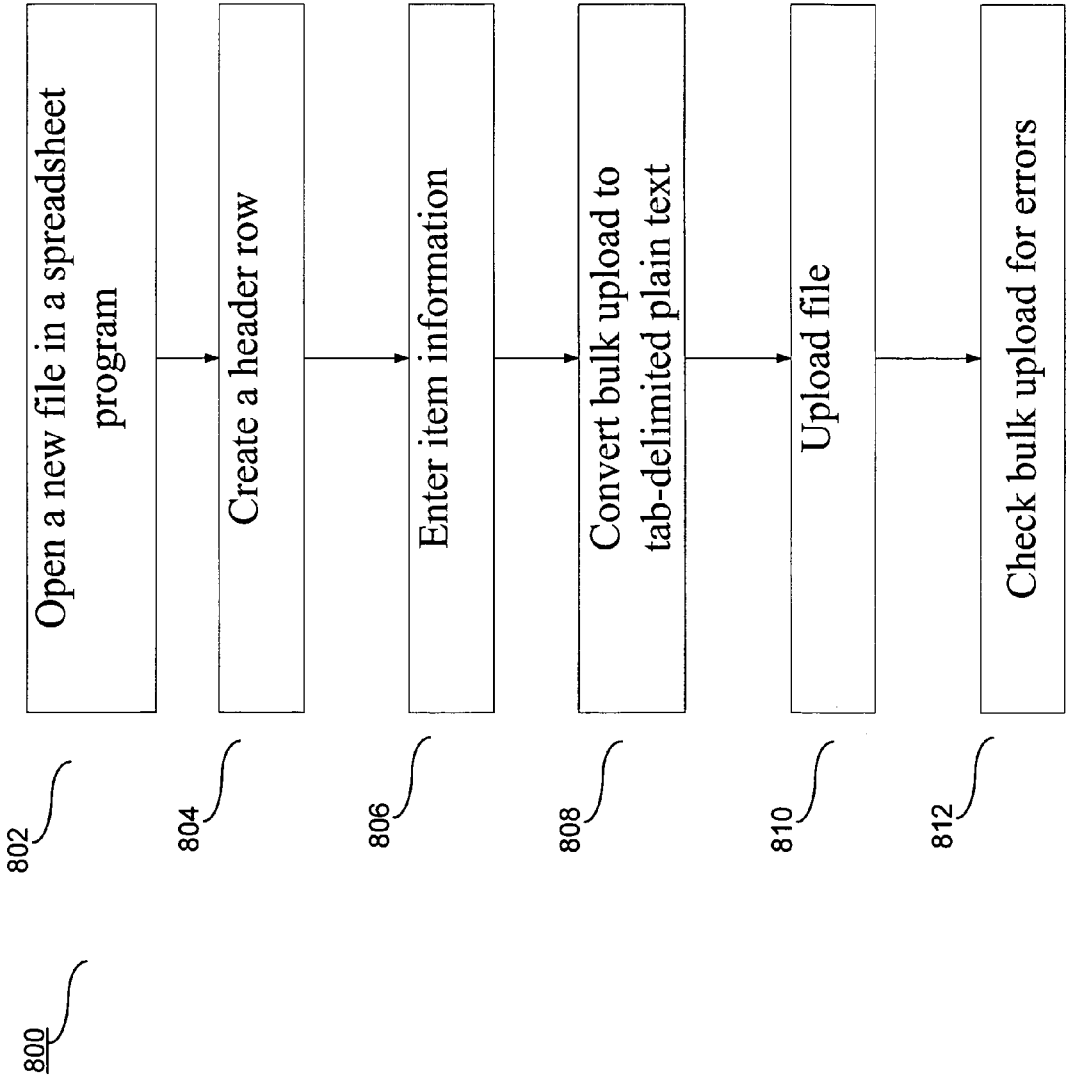 800
802
Open a new file in a spreadsheet
program
804
Create a header row
806
Enter item information
808
Convert bulk upload to
tab-delimited plain text
810
Upload file
812
Check bulk upload for errors